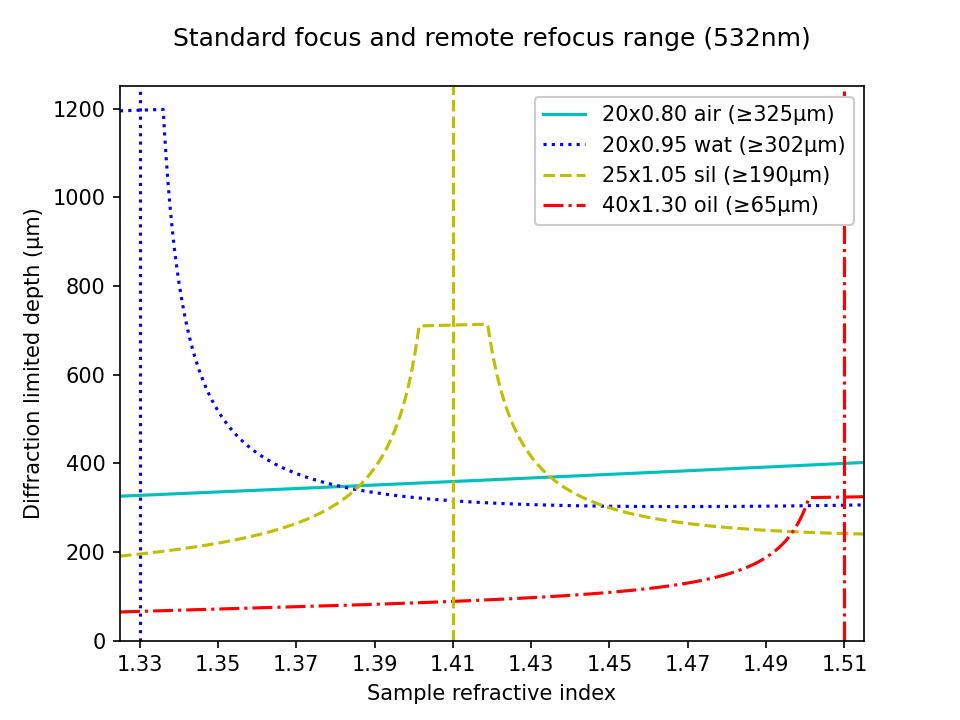 Standard focus and remote refocus range (532nm)
Diffraction limited depth (μm)
1200
1000
800
600
400
200
0
20x0.80 air (≥325μm)
20x0.95 wat (≥302μm)
25x1.05 sil (≥190μm)
40x1.30 oil (≥65μm)
1.33 1.35 1.37 1.39 1.41 1.43 1.45 1.47 1.49 1.51
Sample refractive index